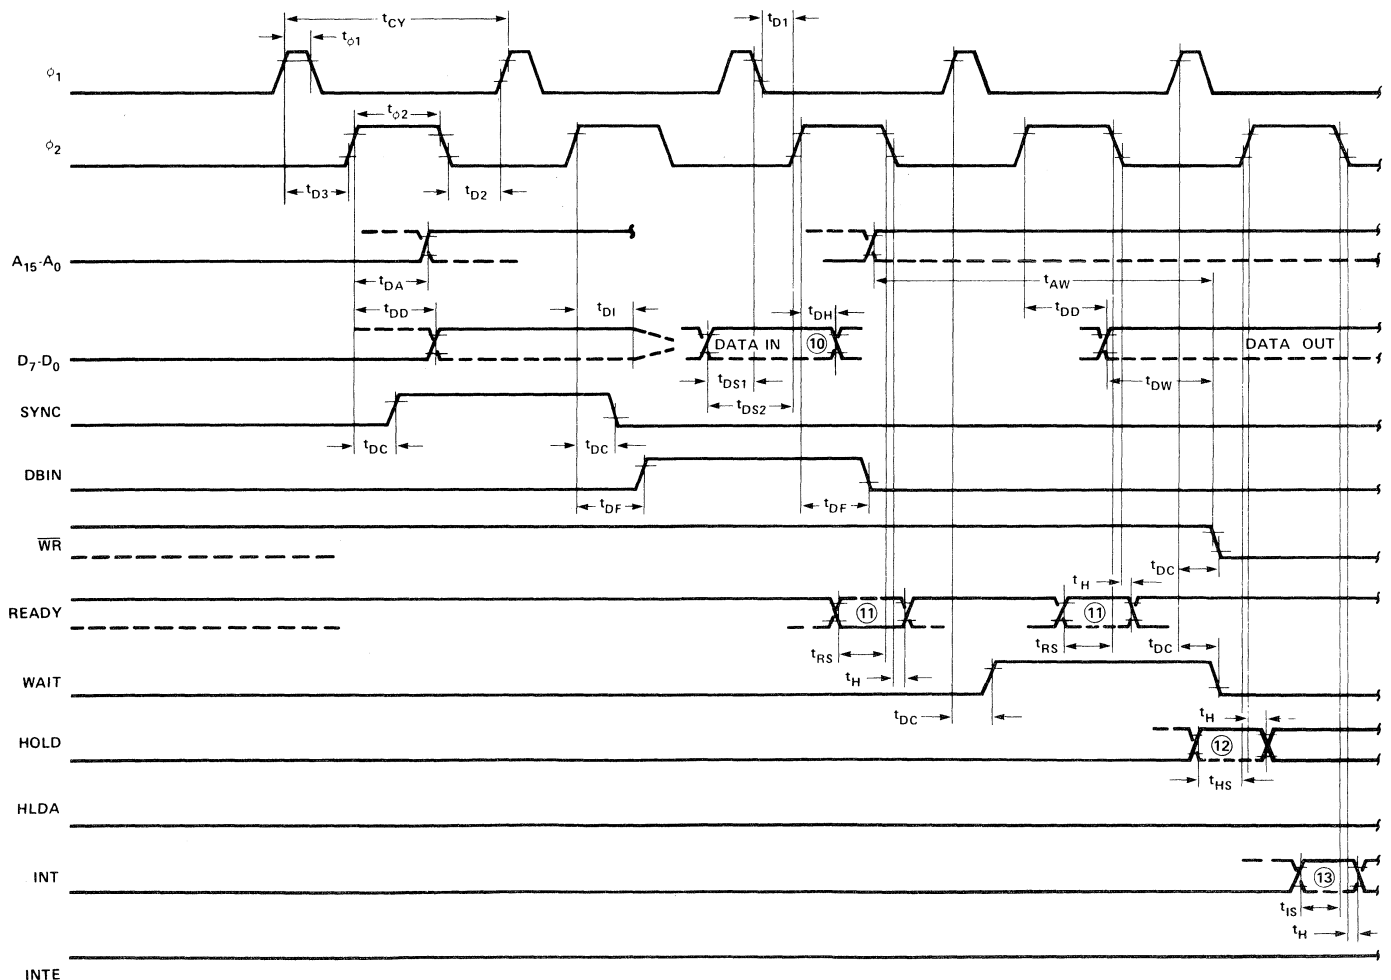 tCY
tD1
tφ1
φ1
tφ2
φ2
tD3
tD2
A15-A0
tDA
tAW
tDD
tDI
tDH
tDD
D7-D0
DATA IN
10
DATA OUT
tDS1
tDW
tDS2
SYNC
tDC
tDC
DBIN
tDF
tDF
WR
tDC
tH
READY
11
11
tRS
tRS
tDC
WAIT
tH
tDC
tH
HOLD
12
tHS
HLDA
INT
13
tIS
tH
INTE